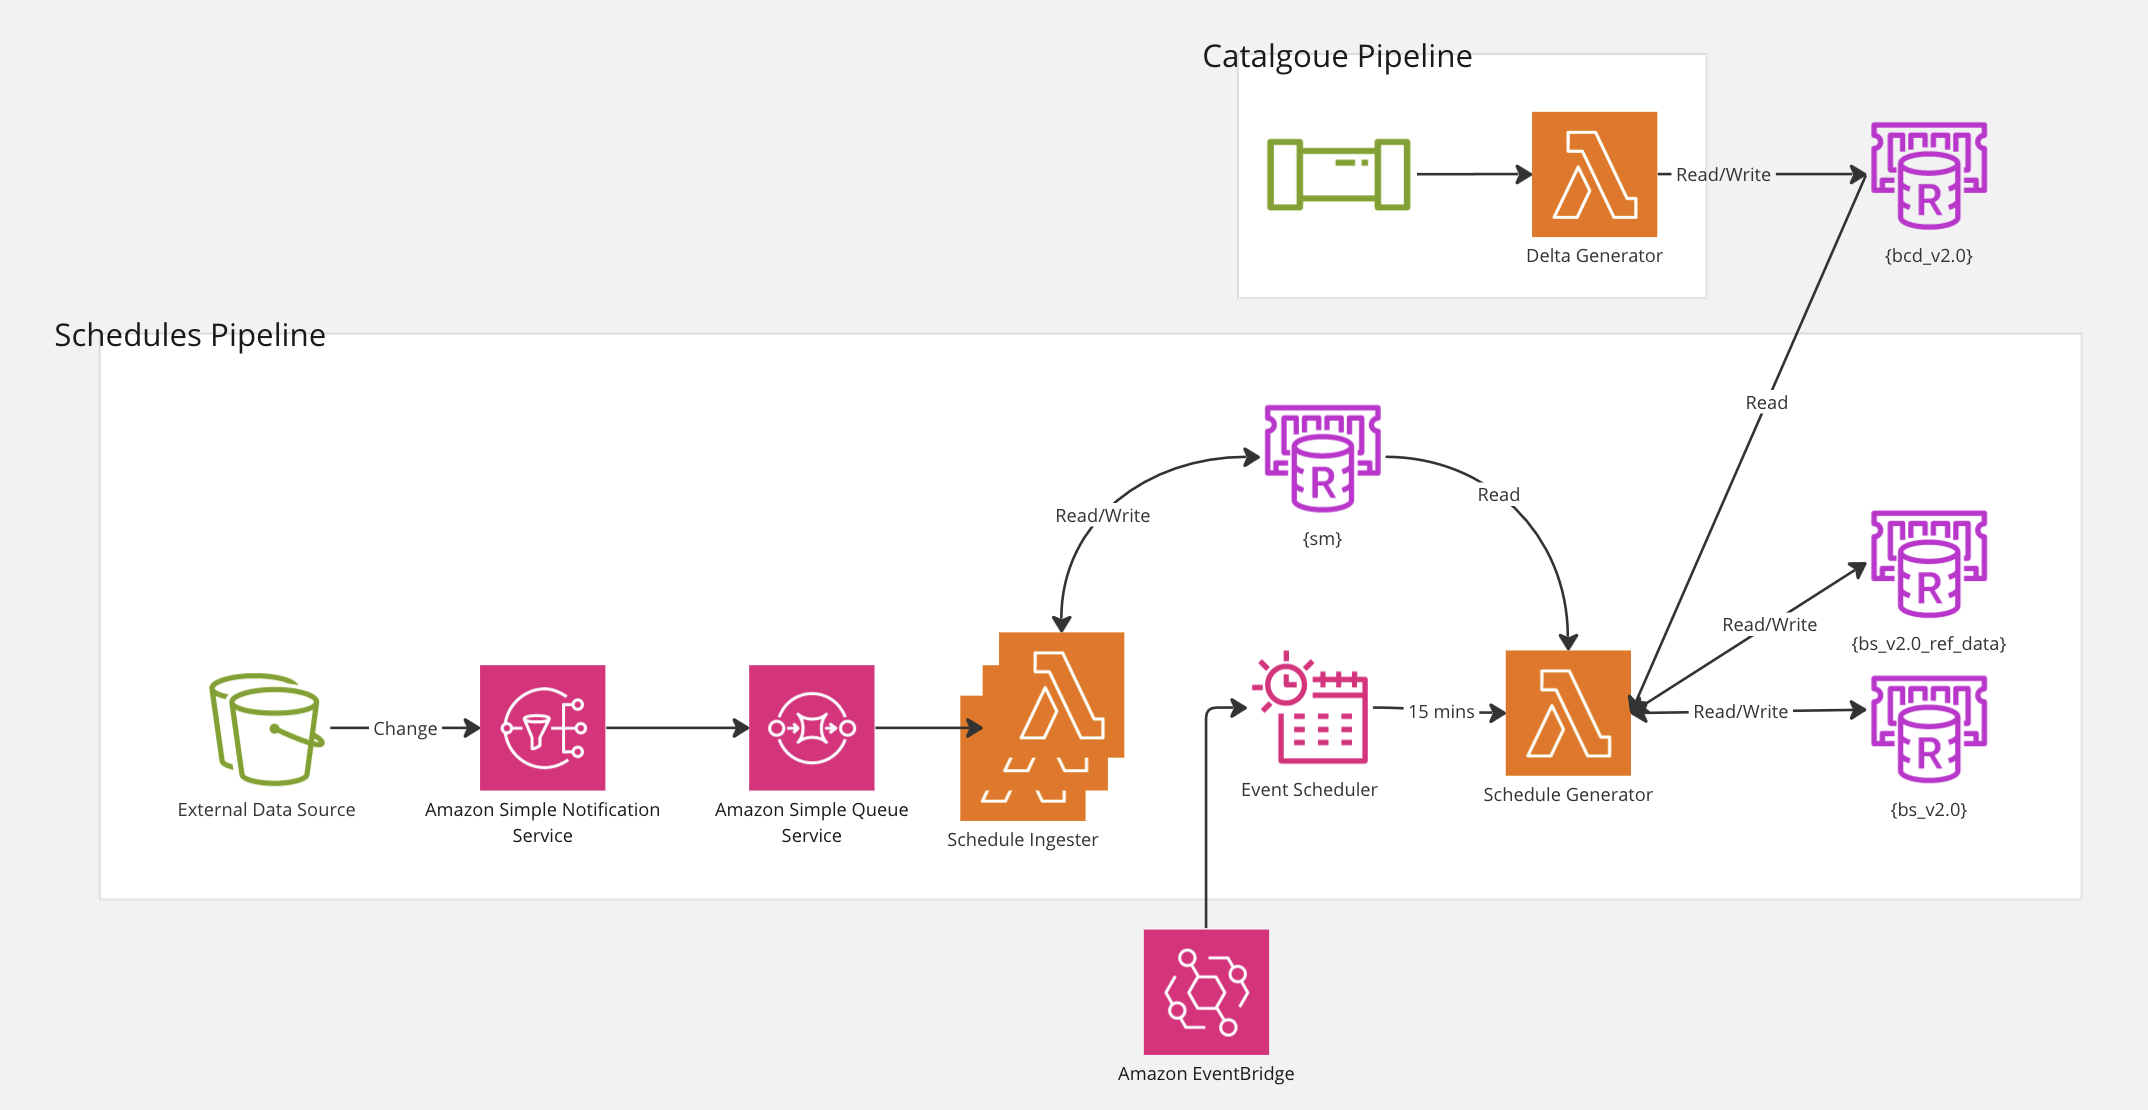 Catalgoue Pipeline
Read/Write
Delta Generator
{bcd_v2.0}
Schedules Pipeline
Read
R
R
Read
Read/Write
{sm}
R
Read/Write
{bs_v2.0_ref_data}
Change
15 mins
Read/Write
R
External Data Source
Amazon Simple Notification
Service
Amazon Simple Queue
Service
Schedule Ingester
Event Scheduler
Schedule Generator
{bs_v2.0}
Amazon EventBridge